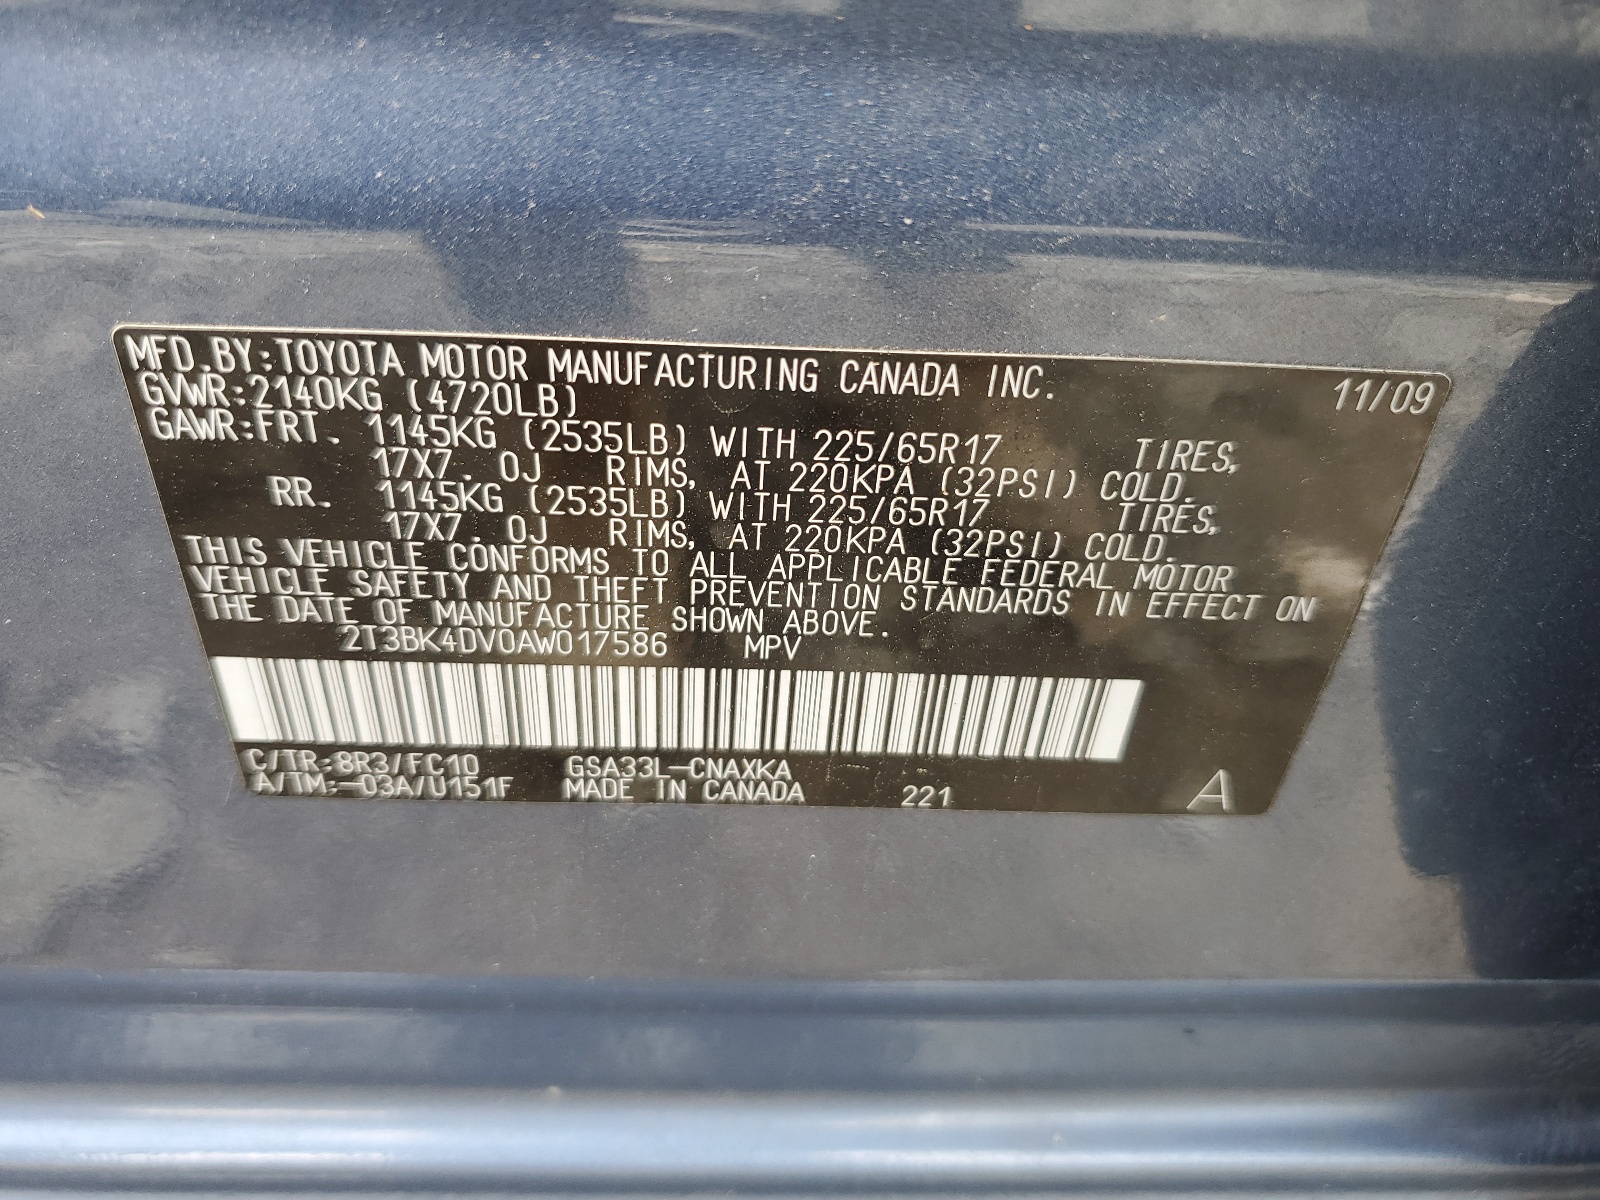 MFD.BY:TOYOTA MOTOR MANUFACTURING CANADA INC. 11/09
GVWR:2140KG (4720LB)
GAWR:FRT. 1145KG (2535LB) WITH 225/65R17 TIRES,
17X7.0J RIMS, AT 220KPA (32PSI) COLD.
RR. 1145KG (2535LB) WITH 225/65R17 TIRES,
17X7.0J RIMS, AT 220KPA (32PSI) COLD.
THIS VEHICLE CONFORMS TO ALL APPLICABLE FEDERAL MOTOR
VEHICLE SAFETY AND THEFT PREVENTION STANDARDS IN EFFECT ON
THE DATE OF MANUFACTURE SHOWN ABOVE.
2T3BK4DV0AW017586 MPV
C/TR:8R3/FC10 GSA33L-CNAXKA
A/TM:-03A/U151F MADE IN CANADA 221 A